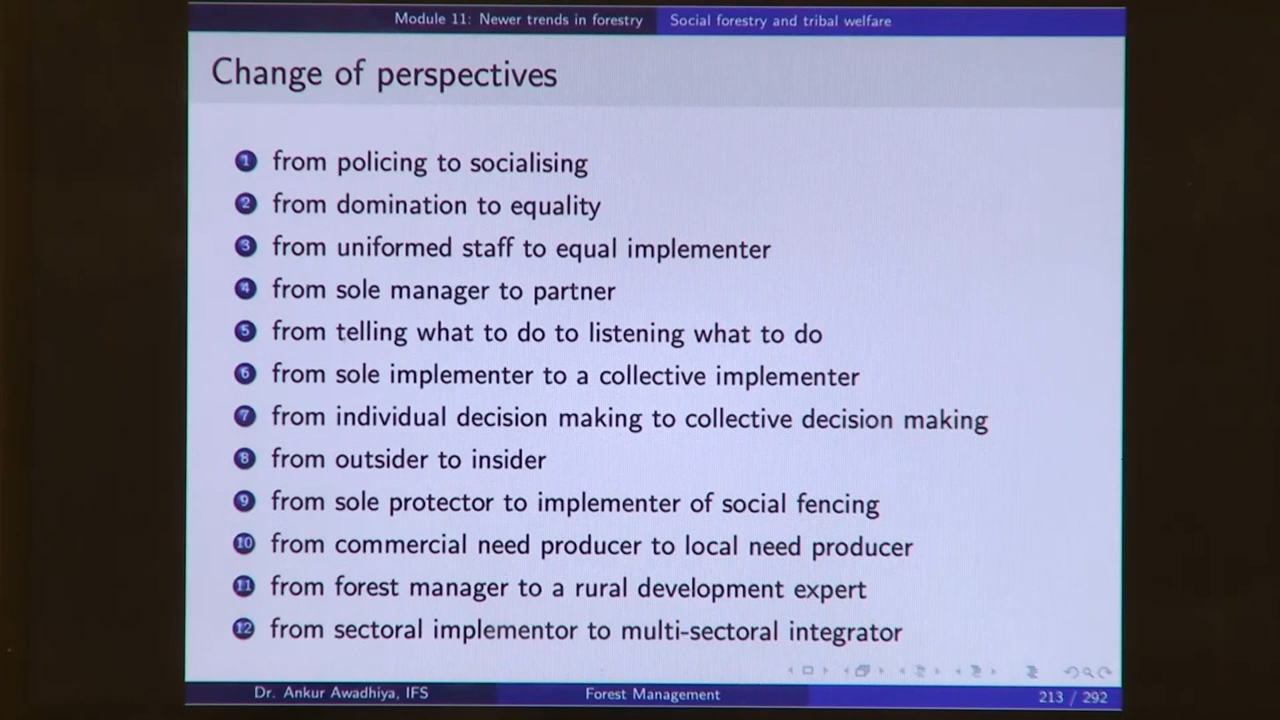 Module 11: Newer trends in forestry Social forestry and tribal welfare
Change of perspectives
1 from policing to socialising
2 from domination to equality
3 from uniformed staff to equal implementer
4 from sole manager to partner
5 from telling what to do to listening what to do
6 from sole implementer to a collective implementer
7 from individual decision making to collective decision making
8 from outsider to insider
9 from sole protector to implementer of social fencing
10 from commercial need producer to local need producer
11 from forest manager to a rural development expert
12 from sectoral implementor to multi-sectoral integrator
Dr. Ankur Awadhiya, IFS Forest Management 213 / 292